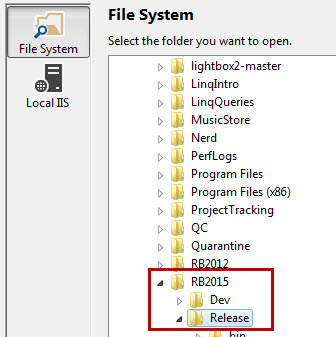 File System
Local IIS
File System
Select the folder you want to open.
lightbox2-master
LinqIntro
LinqQueries
MusicStore
Nerd
PerfLogs
Program Files
Program Files (x86)
ProjectTracking
QC
Quarantine
RB2012
RB2015
Dev
Release
bin